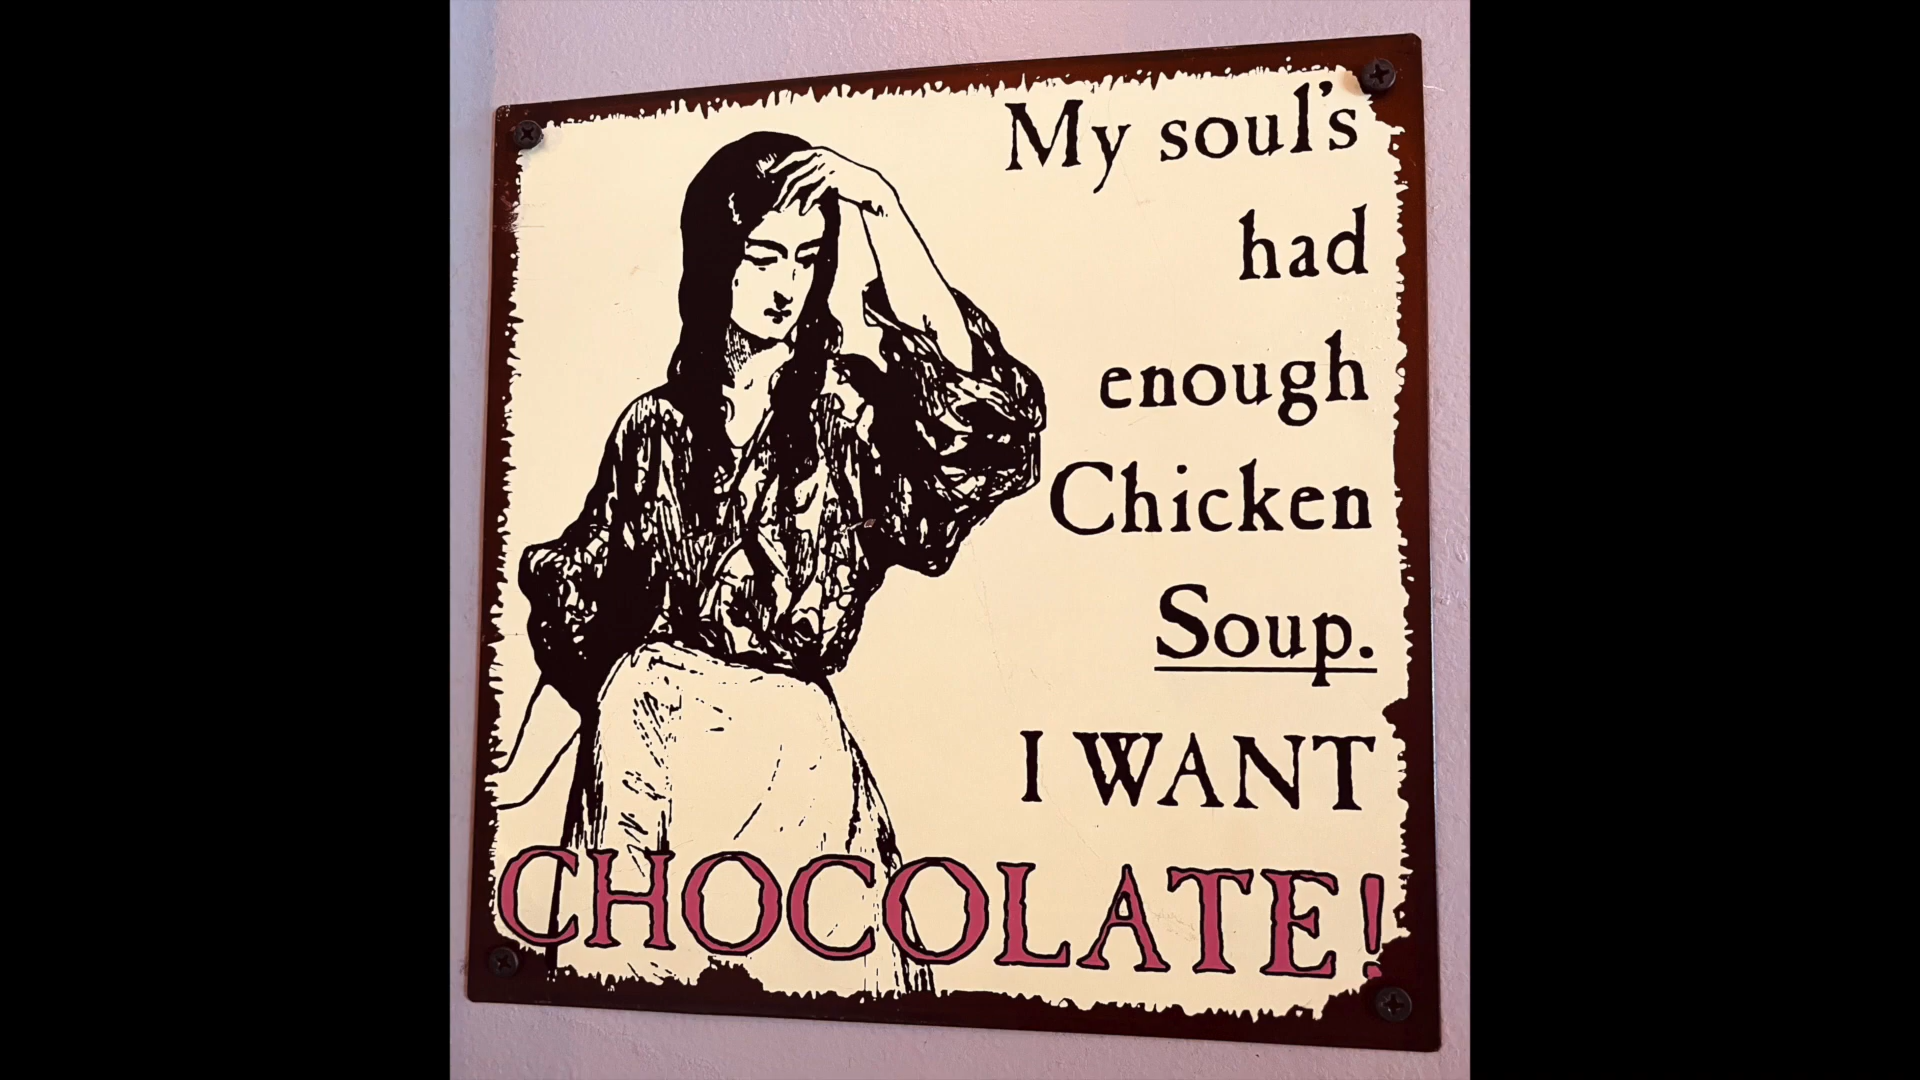 My soul's
had
enough
Chicken
Soup.
I WANT
CHOCOLATE!